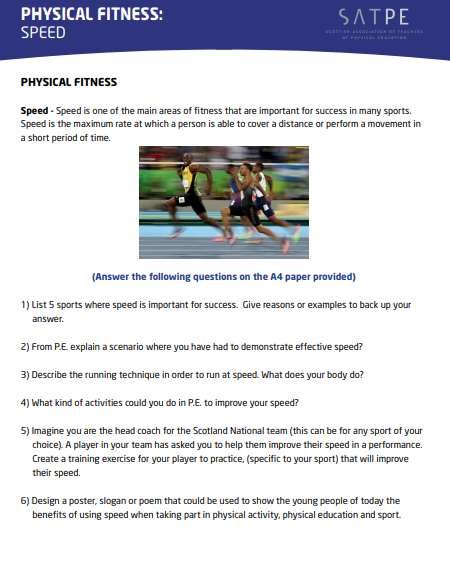 PHYSICAL FITNESS:
SPEED
SATPE
SCOTTISH ASSOCIATION OF TEACHERS
OF PHYSICAL EDUCATION
PHYSICAL FITNESS
Speed - Speed is one of the main areas of fitness that are important for success in many sports.
Speed is the maximum rate at which a person is able to cover a distance or perform a movement in
a short period of time.
(Answer the following questions on the A4 paper provided)
1) List 5 sports where speed is important for success. Give reasons or examples to back up your
answer.
2) From P.E. explain a scenario where you have had to demonstrate effective speed?
3) Describe the running technique in order to run at speed. What does your body do?
4) What kind of activities could you do in P.E. to improve your speed?
5) Imagine you are the head coach for the Scotland National team (this can be for any sport of your
choice). A player in your team has asked you to help them improve their speed in a performance.
Create a training exercise for your player to practice, (specific to your sport) that will improve
their speed.
6) Design a poster, slogan or poem that could be used to show the young people of today the
benefits of using speed when taking part in physical activity, physical education and sport.